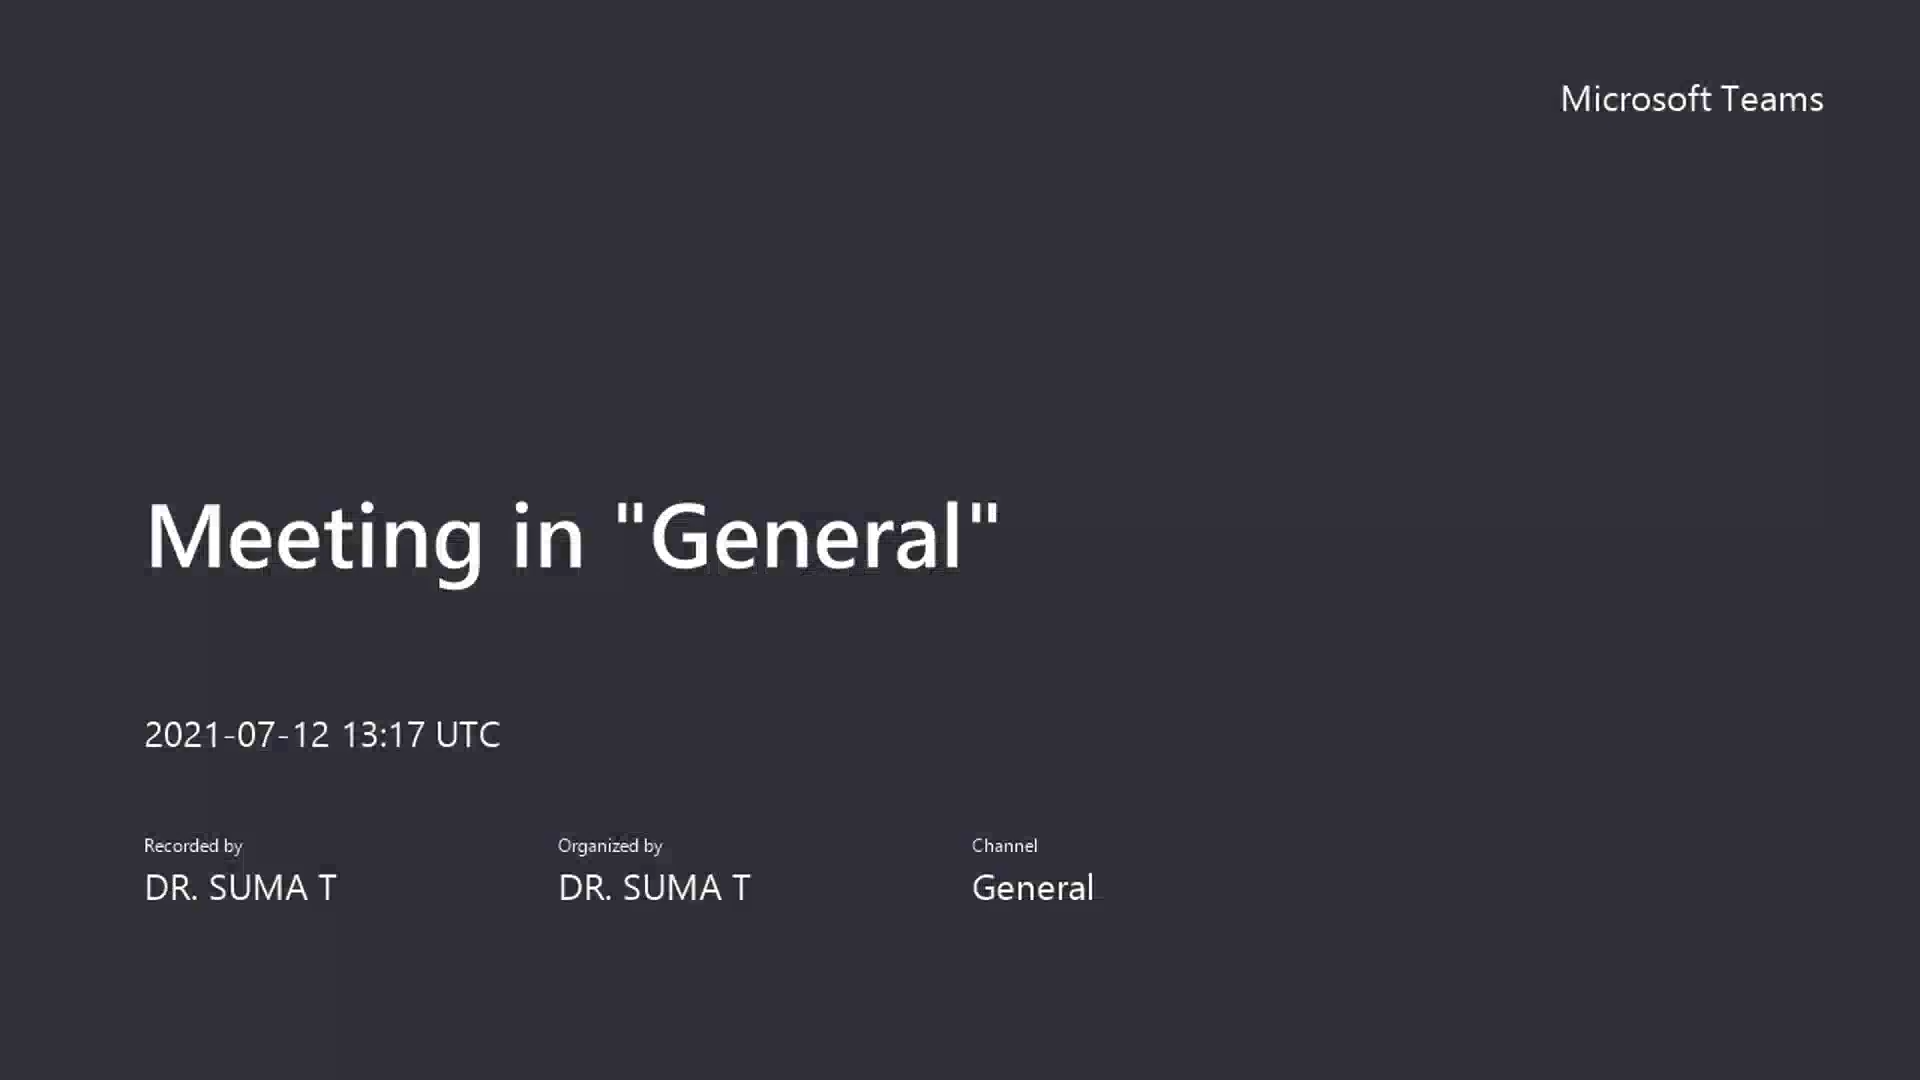 Microsoft Teams
Meeting in "General"
2021-07-12 13:17 UTC
Recorded by
DR. SUMA T
Organized by
DR. SUMA T
Channel
General